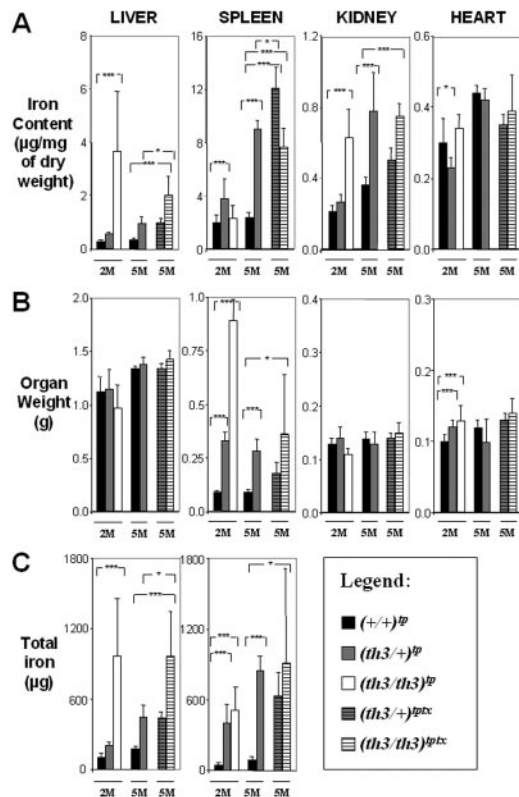 LIVER SPLEEN KIDNEY HEART
A
Iron
Content
(µg/mg
of dry
weight)
8 6 4 2 0
*** * ***
2M 5M 5M
16 12 8 4 0
*** *** * *** ***
2M 5M 5M
1.2 0.8 0.4 0.0
*** *** ***
2M 5M 5M
0.6 0.4 0.2 0.0
*
2M 5M 5M
B
Organ
Weight
(g)
2.0 1.5 1.0 0.5 0.0
2M 5M 5M
1.0 0.75 0.5 0.25 0.0
*** *** *** *
2M 5M 5M
0.4 0.3 0.2 0.1 0
2M 5M 5M
0.3 0.2 0.1 0
*** ***
2M 5M 5M
C
Total
iron
(µg)
1800 1200 600 0
*** * ***
2M 5M 5M
1800 1200 600 0
*** *** *** *
2M 5M 5M
Legend:
(+/+)tp
(th3/+)tp
(th3/th3)tp
(th3/+)tptx
(th3/th3)tptx